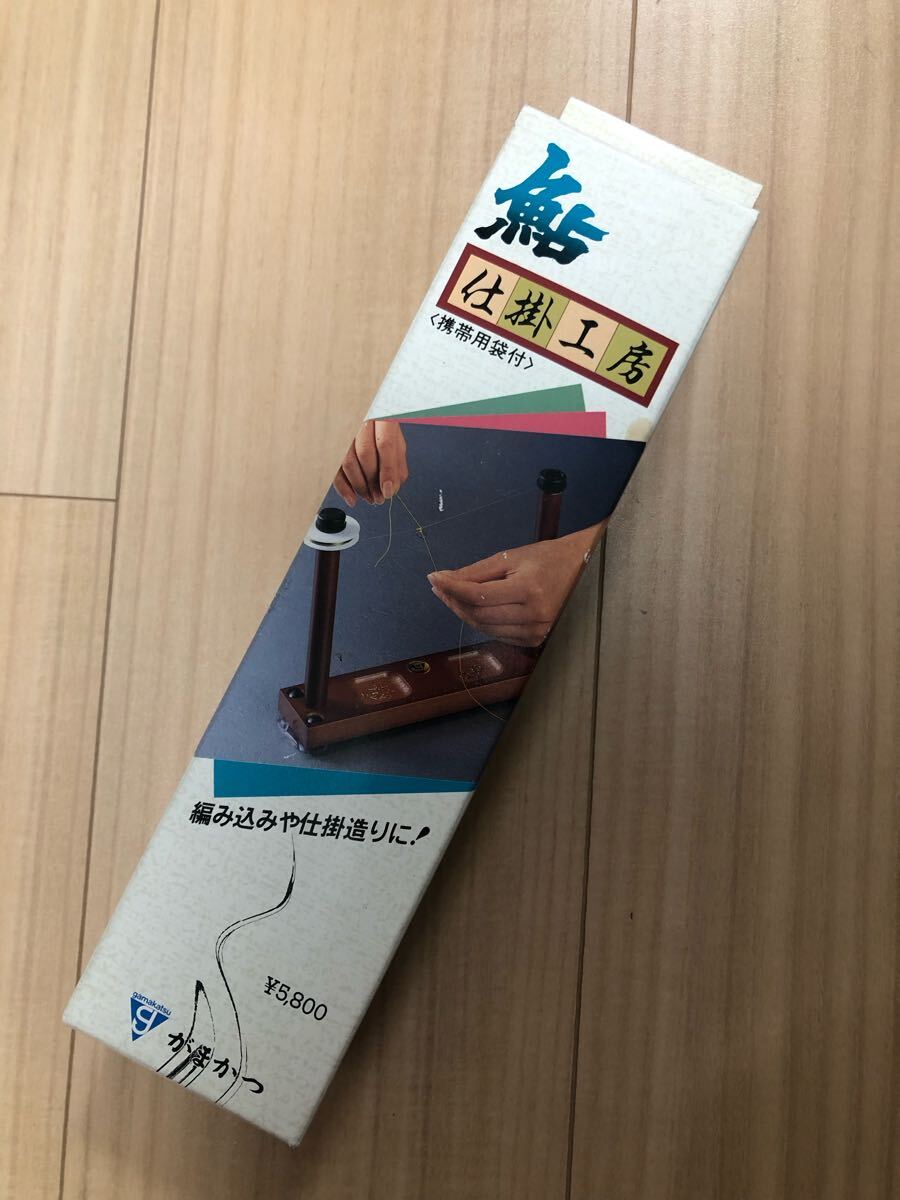 鮎
仕掛工房
〈携帯用袋付〉
編み込みや仕掛造りに!
¥5,800
gamakatsu
g
がまかつ